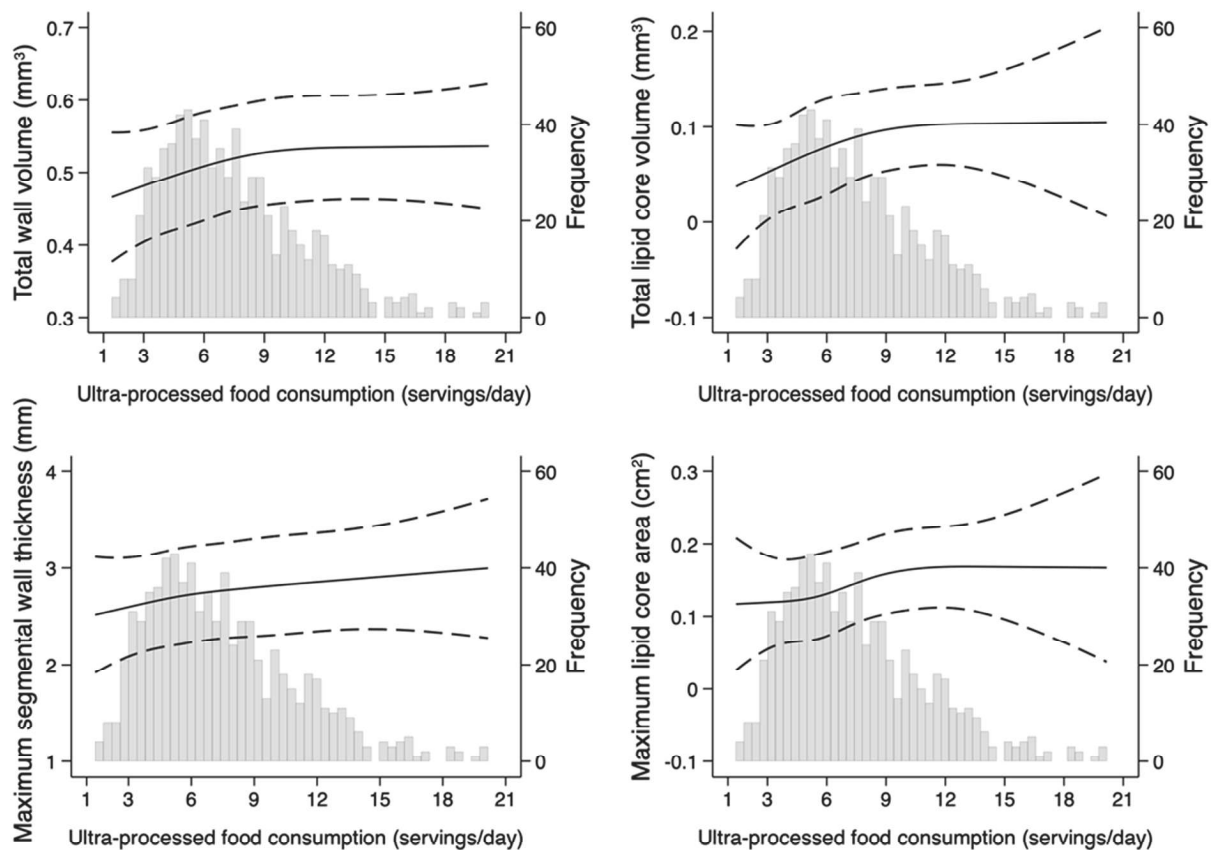 Total wall volume (mm³)
0.7
0.6
0.5
0.4
0.3
60
40
20
0
Frequency
1 3 6 9 12 15 18 21
Ultra-processed food consumption (servings/day)
Total lipid core volume (mm³)
0.2
0.1
0
-0.1
60
40
20
0
Frequency
1 3 6 9 12 15 18 21
Ultra-processed food consumption (servings/day)
Maximum segmental wall thickness (mm)
4
3
2
1
60
40
20
0
Frequency
1 3 6 9 12 15 18 21
Ultra-processed food consumption (servings/day)
Maximum lipid core area (cm²)
0.3
0.2
0.1
0
-0.1
60
40
20
0
Frequency
1 3 6 9 12 15 18 21
Ultra-processed food consumption (servings/day)